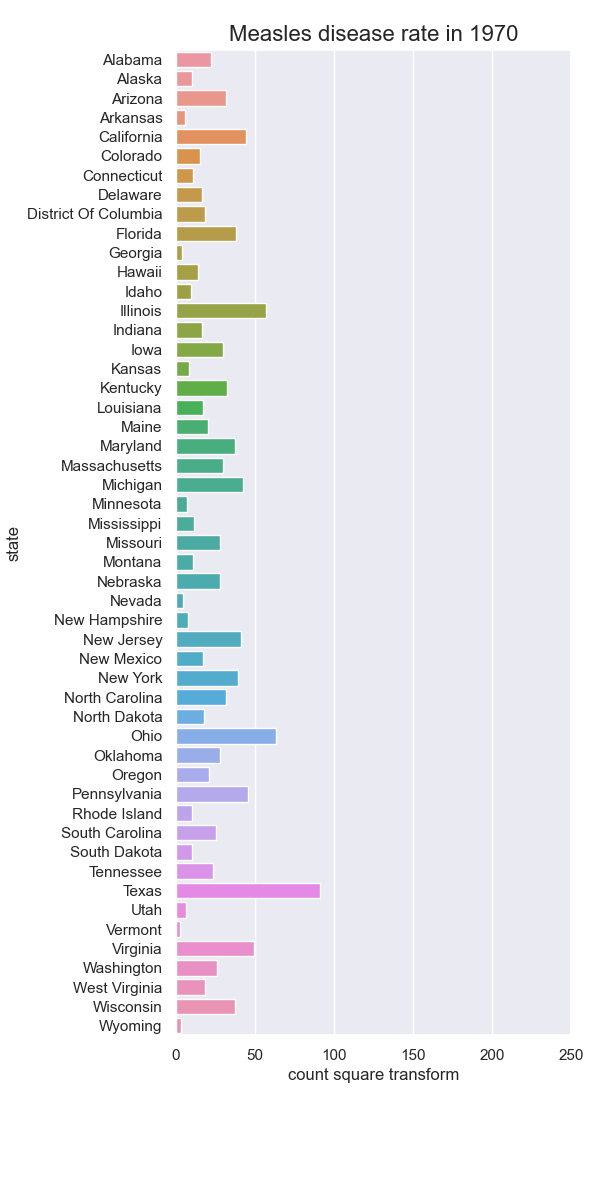 Measles disease rate in 1970
Alabama
Alaska
Arizona
Arkansas
California
Colorado
Connecticut
Delaware
District Of Columbia
Florida
Georgia
Hawaii
Idaho
Illinois
Indiana
Iowa
Kansas
Kentucky
Louisiana
Maine
Maryland
Massachusetts
Michigan
Minnesota
Mississippi
Missouri
Montana
Nebraska
Nevada
New Hampshire
New Jersey
New Mexico
New York
North Carolina
North Dakota
Ohio
Oklahoma
Oregon
Pennsylvania
Rhode Island
South Carolina
South Dakota
Tennessee
Texas
Utah
Vermont
Virginia
Washington
West Virginia
Wisconsin
Wyoming
state
0 50 100 150 200 250
count square transform